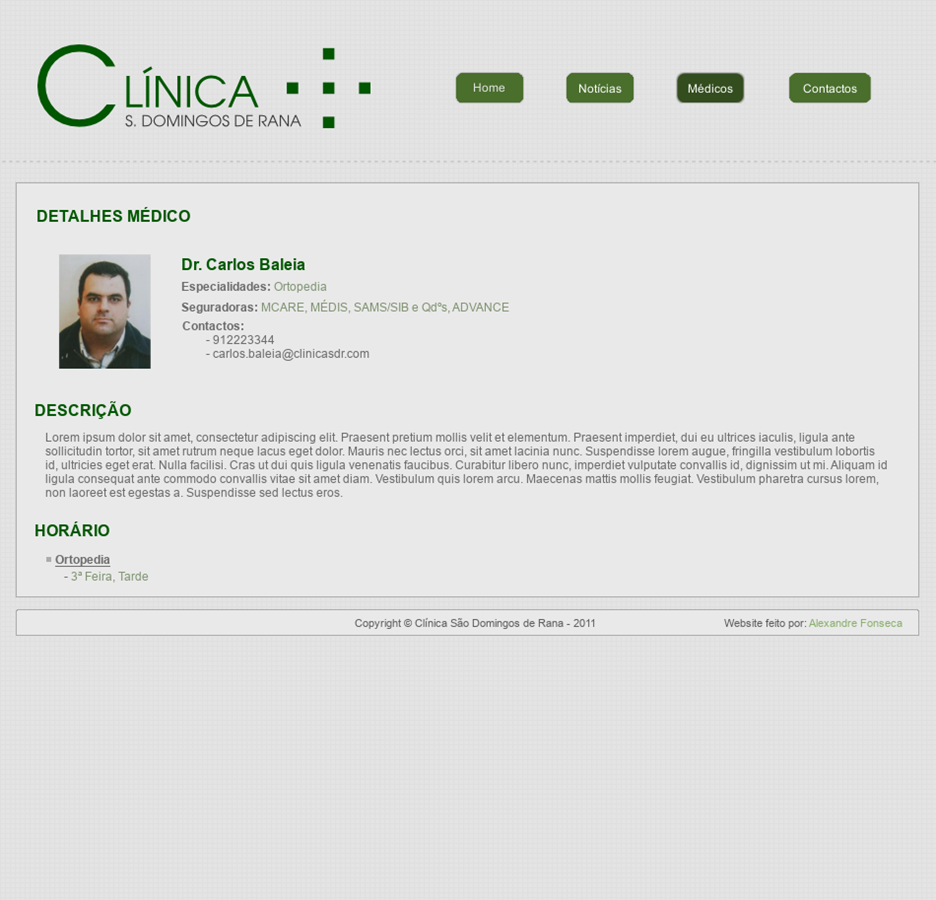 CLÍNICA
S. DOMINGOS DE RANA
Home
Notícias
Médicos
Contactos
DETALHES MÉDICO
Dr. Carlos Baleia
Especialidades: Ortopedia
Seguradoras: MCARE, MÉDIS, SAMS/SIB e Qdºs, ADVANCE
Contactos:
- 912223344
- carlos.baleia@clinicasdr.com
DESCRIÇÃO
Lorem ipsum dolor sit amet, consectetur adipiscing elit. Praesent pretium mollis velit et elementum. Praesent imperdiet, dui eu ultrices iaculis, ligula ante
sollicitudin tortor, sit amet rutrum neque lacus eget dolor. Mauris nec lectus orci, sit amet lacinia nunc. Suspendisse lorem augue, fringilla vestibulum lobortis
id, ultricies eget erat. Nulla facilisi. Cras ut dui quis ligula venenatis faucibus. Curabitur libero nunc, imperdiet vulputate convallis id, dignissim ut mi. Aliquam id
ligula consequat ante commodo convallis vitae sit amet diam. Vestibulum quis lorem arcu. Maecenas mattis mollis feugiat. Vestibulum pharetra cursus lorem,
non laoreet est egestas a. Suspendisse sed lectus eros.
HORÁRIO
Ortopedia
- 3ª Feira, Tarde
Copyright © Clínica São Domingos de Rana - 2011
Website feito por: Alexandre Fonseca